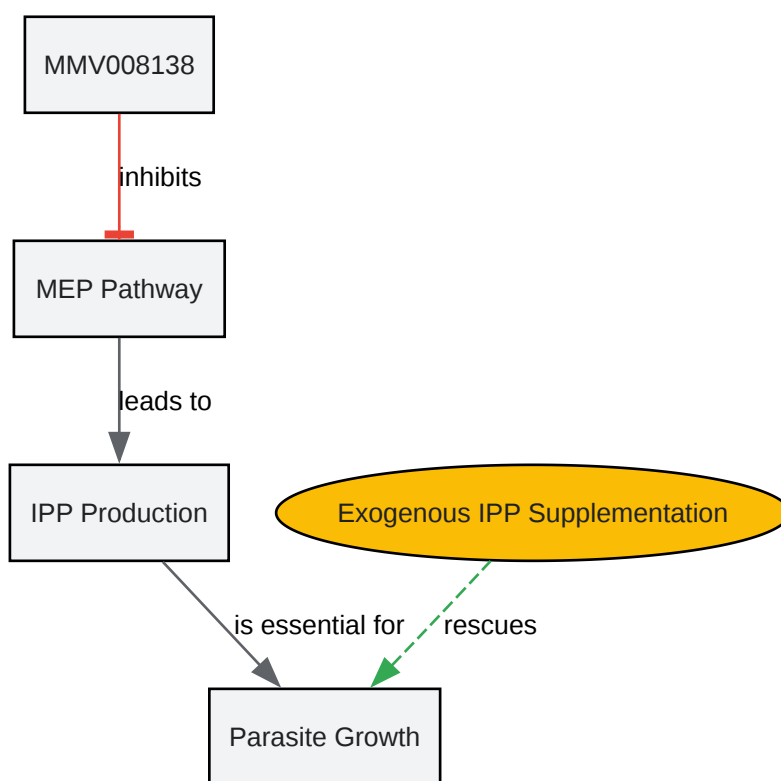 MMV008138
inhibits
MEP Pathway
leads to
IPP Production
Exogenous IPP Supplementation
is essential for
rescues
Parasite Growth